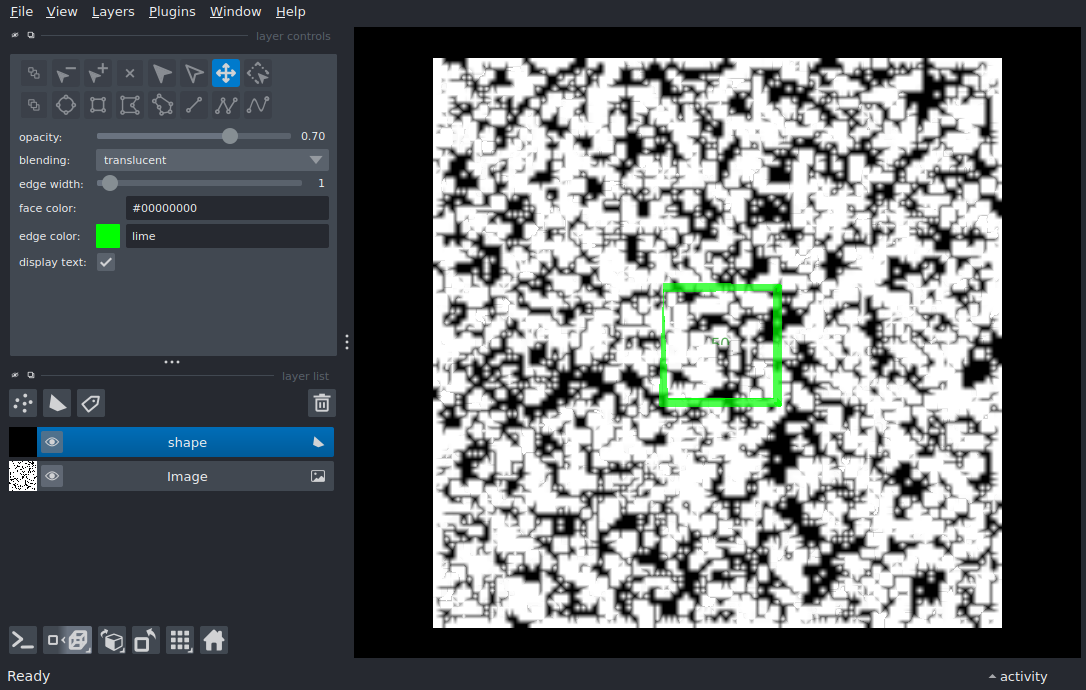 File View Layers Plugins Window Help
layer controls
opacity: 0.70
blending: translucent
edge width: 1
face color: #00000000
edge color: lime
display text:
50
layer list
shape
Image
Ready
activity